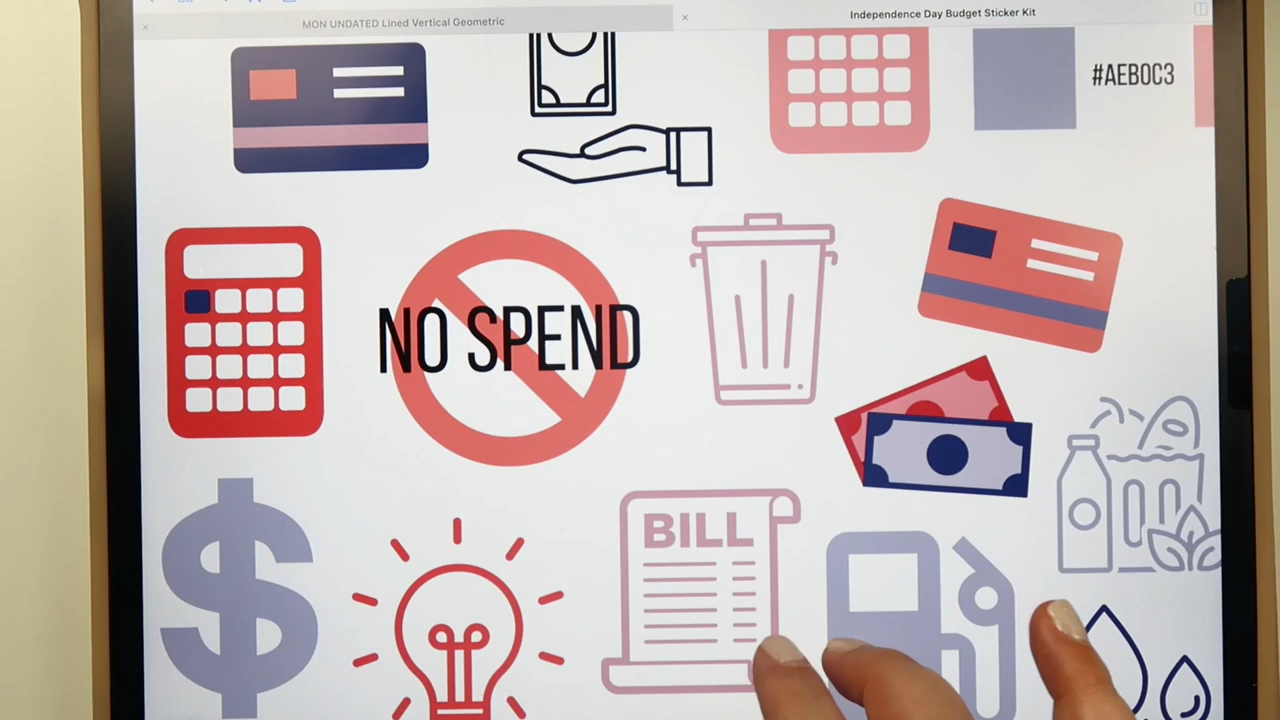 MON UNDATED Lined Vertical Geometric
Independence Day Budget Sticker Kit
#AEB0C3
NO SPEND
BILL